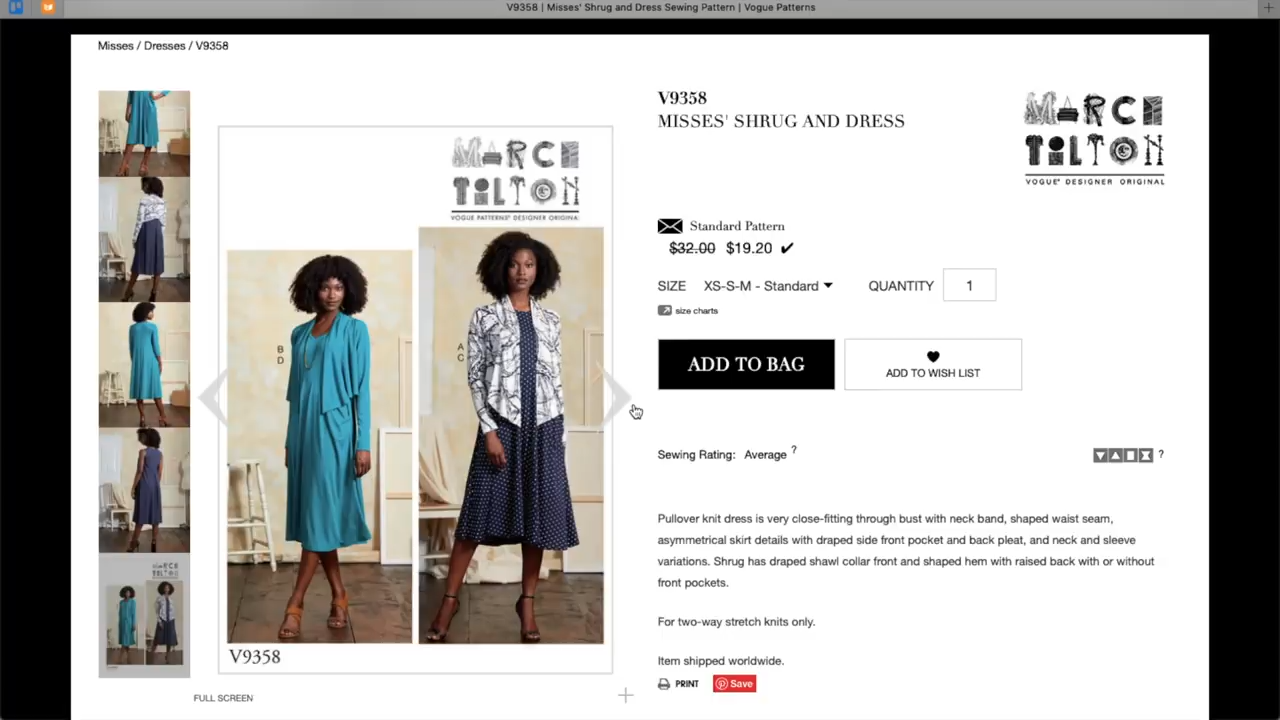 V9358 | Misses' Shrug and Dress Sewing Pattern | Vogue Patterns
Misses / Dresses / V9358
MARCY
TILTON
VOGUE PATTERNS® DESIGNER ORIGINAL
B
D
A
C
V9358
FULL SCREEN
V9358
MISSES' SHRUG AND DRESS
MARCY
TILTON
VOGUE® DESIGNER ORIGINAL
Standard Pattern
$32.00 $19.20 ✔
SIZE XS-S-M - Standard QUANTITY 1
size charts
ADD TO BAG
ADD TO WISH LIST
Sewing Rating: Average ?
?
Pullover knit dress is very close-fitting through bust with neck band, shaped waist seam,
asymmetrical skirt details with draped side front pocket and back pleat, and neck and sleeve
variations. Shrug has draped shawl collar front and shaped hem with raised back with or without
front pockets.
For two-way stretch knits only.
Item shipped worldwide.
PRINT Save